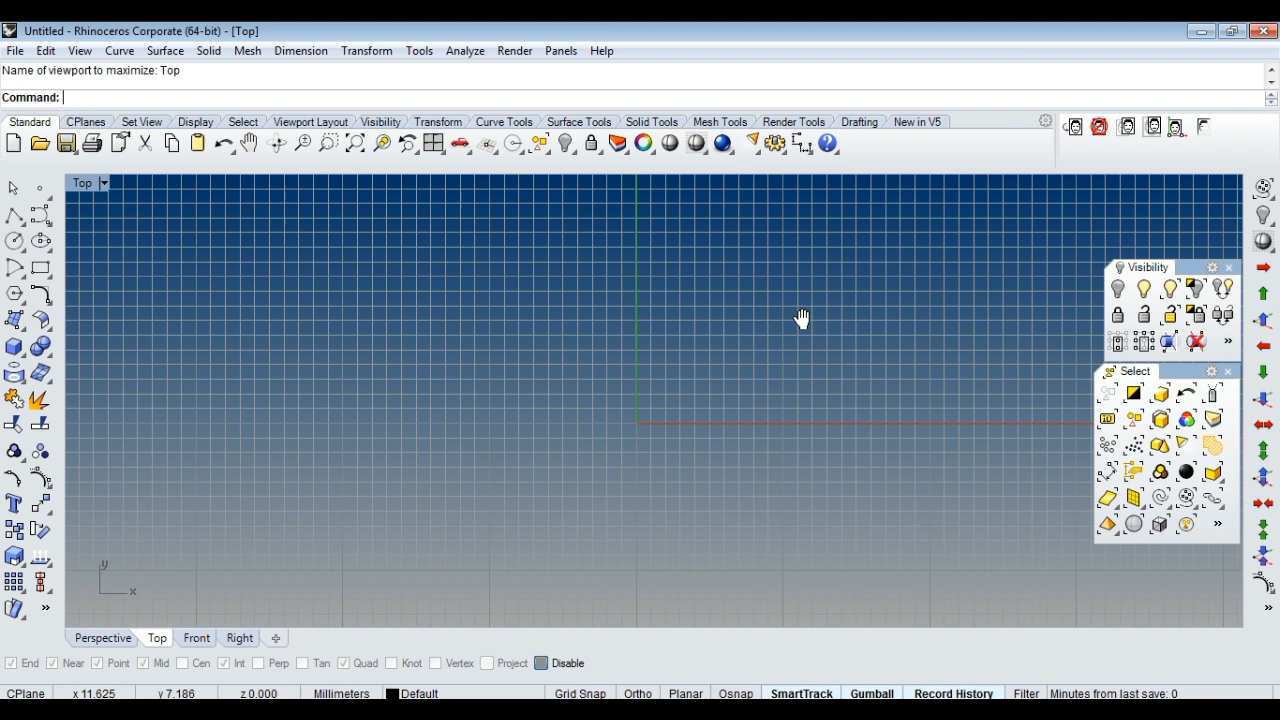 Untitled - Rhinoceros Corporate (64-bit) - [Top]
File Edit View Curve Surface Solid Mesh Dimension Transform Tools Analyze Render Panels Help
Name of viewport to maximize: Top
Command:
Standard CPlanes Set View Display Select Viewport Layout Visibility Transform Curve Tools Surface Tools Solid Tools Mesh Tools Render Tools Drafting New in V5
Top
Visibility
Select
y
x
Perspective Top Front Right
End Near Point Mid Cen Int Perp Tan Quad Knot Vertex Project Disable
CPlane x 11.625 y 7.186 z 0.000 Millimeters Default Grid Snap Ortho Planar Osnap SmartTrack Gumball Record History Filter Minutes from last save: 0